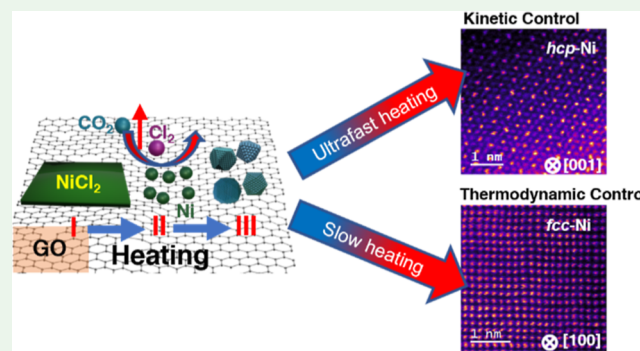 Kinetic Control
hcp-Ni
1 nm
[001]
Ultrafast heating
CO2
Cl2
NiCl2
Ni
I
II
III
GO
Heating
Slow heating
Thermodynamic Control
fcc-Ni
1 nm
[100]